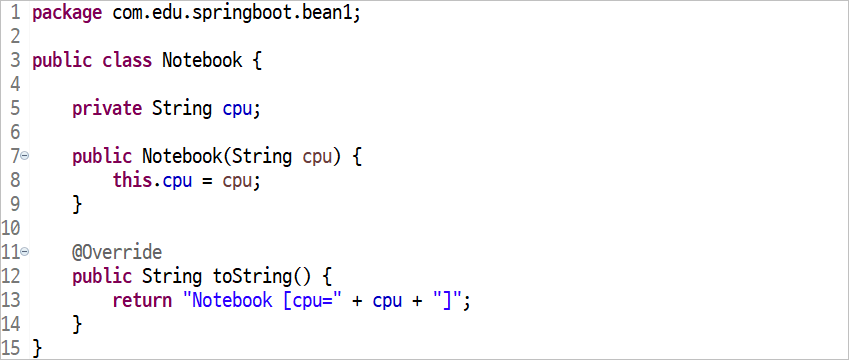 1 package com.edu.springboot.bean1;
2
3 public class Notebook {
4
5     private String cpu;
6
7     public Notebook(String cpu) {
8         this.cpu = cpu;
9     }
10
11     @Override
12     public String toString() {
13         return "Notebook [cpu=" + cpu + "]";
14     }
15 }